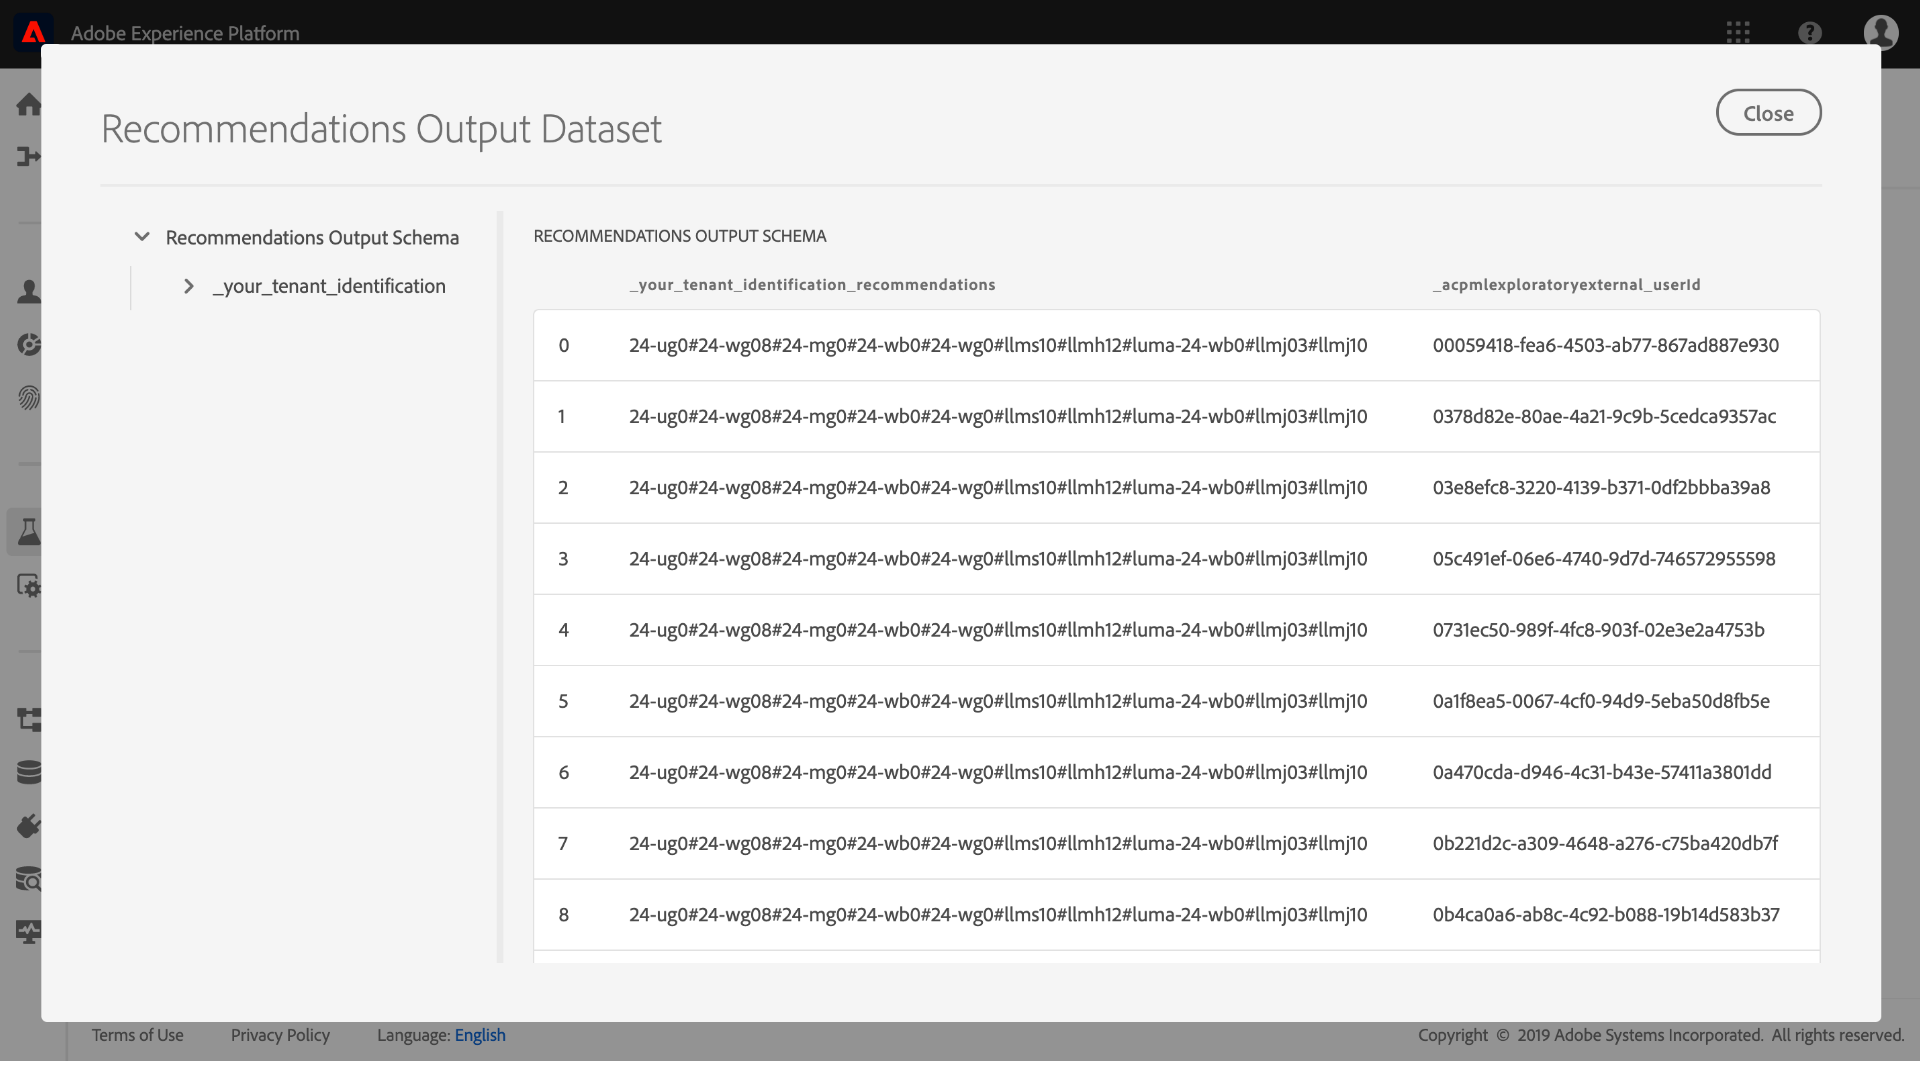 Adobe Experience Platform
?
Recommendations Output Dataset
Close
Recommendations Output Schema
_your_tenant_identification
RECOMMENDATIONS OUTPUT SCHEMA
_your_tenant_identification_recommendations _acpmlexploratoryexternal_userId
0 24-ug0#24-wg08#24-mg0#24-wb0#24-wg0#llms10#llmh12#luma-24-wb0#llmj03#llmj10 00059418-fea6-4503-ab77-867ad887e930
1 24-ug0#24-wg08#24-mg0#24-wb0#24-wg0#llms10#llmh12#luma-24-wb0#llmj03#llmj10 0378d82e-80ae-4a21-9c9b-5cedca9357ac
2 24-ug0#24-wg08#24-mg0#24-wb0#24-wg0#llms10#llmh12#luma-24-wb0#llmj03#llmj10 03e8efc8-3220-4139-b371-0df2bbba39a8
3 24-ug0#24-wg08#24-mg0#24-wb0#24-wg0#llms10#llmh12#luma-24-wb0#llmj03#llmj10 05c491ef-06e6-4740-9d7d-746572955598
4 24-ug0#24-wg08#24-mg0#24-wb0#24-wg0#llms10#llmh12#luma-24-wb0#llmj03#llmj10 0731ec50-989f-4fc8-903f-02e3e2a4753b
5 24-ug0#24-wg08#24-mg0#24-wb0#24-wg0#llms10#llmh12#luma-24-wb0#llmj03#llmj10 0a1f8ea5-0067-4cf0-94d9-5eba50d8fb5e
6 24-ug0#24-wg08#24-mg0#24-wb0#24-wg0#llms10#llmh12#luma-24-wb0#llmj03#llmj10 0a470cda-d946-4c31-b43e-57411a3801dd
7 24-ug0#24-wg08#24-mg0#24-wb0#24-wg0#llms10#llmh12#luma-24-wb0#llmj03#llmj10 0b221d2c-a309-4648-a276-c75ba420db7f
8 24-ug0#24-wg08#24-mg0#24-wb0#24-wg0#llms10#llmh12#luma-24-wb0#llmj03#llmj10 0b4ca0a6-ab8c-4c92-b088-19b14d583b37
Terms of Use Privacy Policy Language: English Copyright © 2019 Adobe Systems Incorporated. All rights reserved.